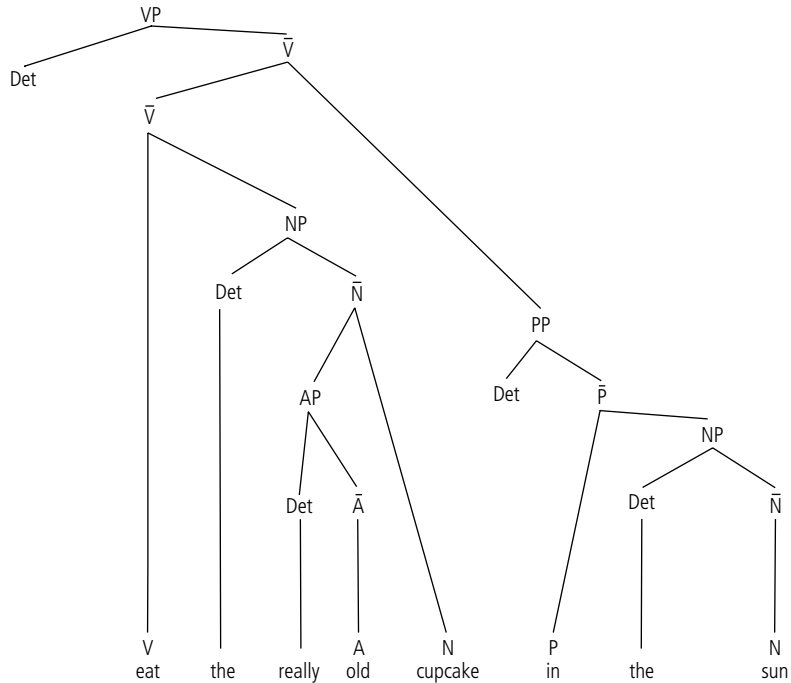 VP
V̄
Det
V̄
NP
Det N̄
PP
AP Det P̄
NP
Det Ā Det N̄
V A N P N
eat the really old cupcake in the sun